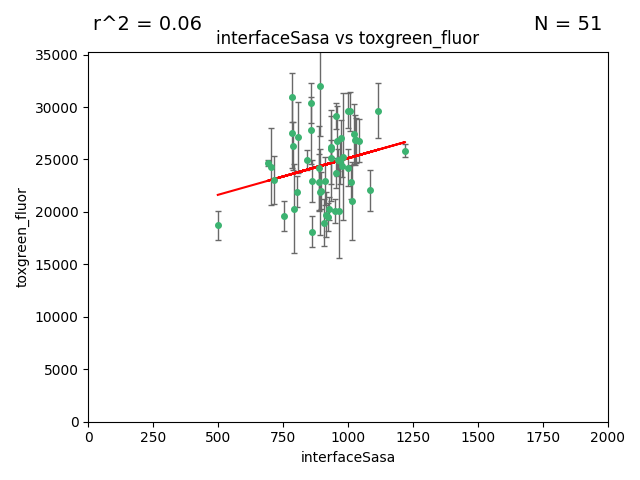 r^2 = 0.06
N = 51
interfaceSasa vs toxgreen_fluor
35000
30000
25000
20000
15000
10000
5000
0
toxgreen_fluor
0 250 500 750 1000 1250 1500 1750 2000
interfaceSasa